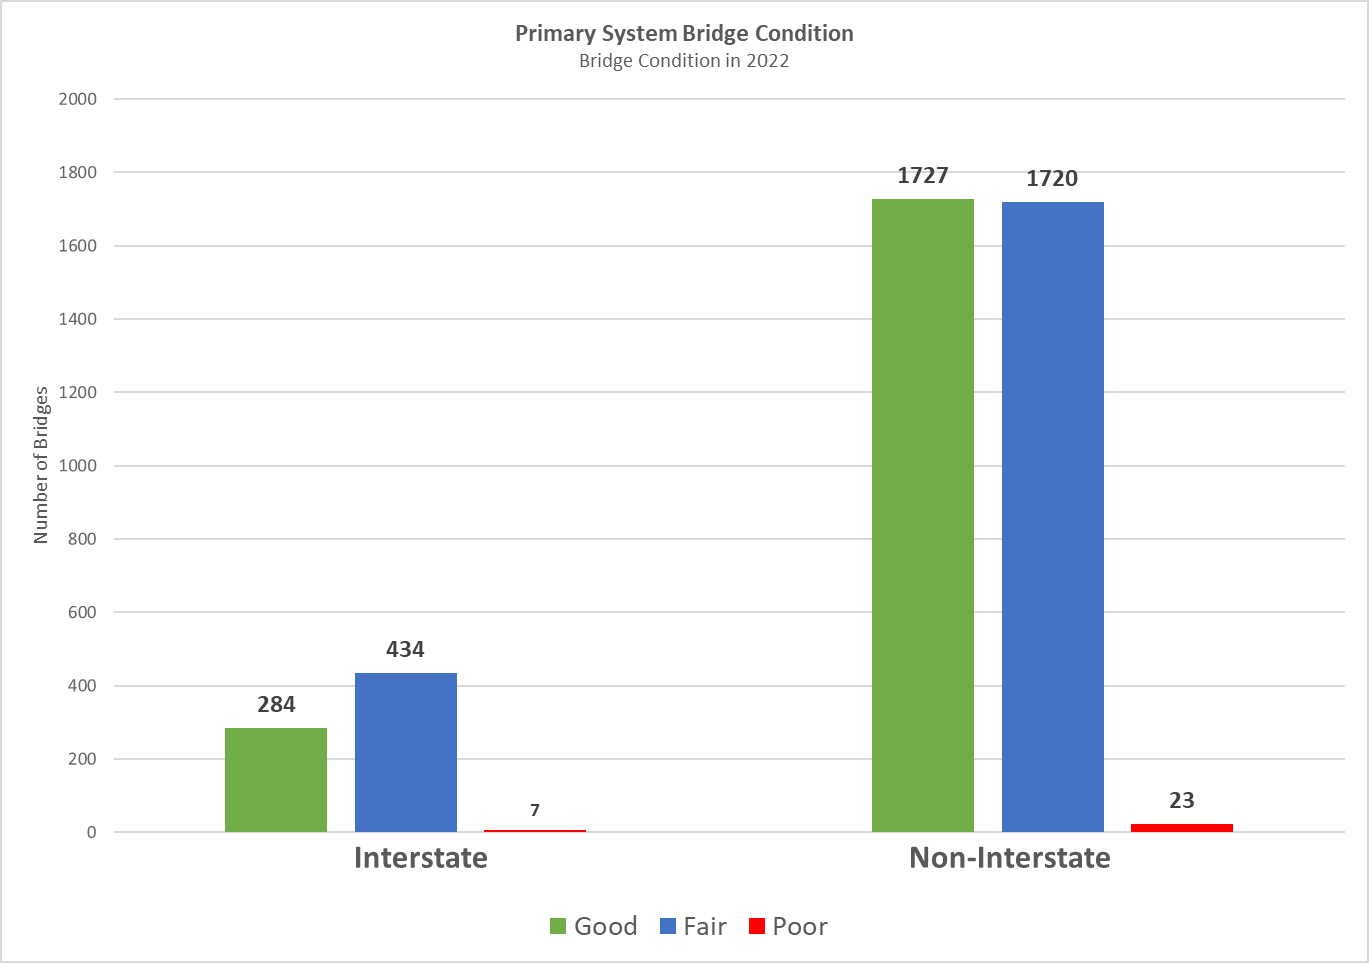 Primary System Bridge Condition
Bridge Condition in 2022
Number of Bridges
2000
1800
1600
1400
1200
1000
800
600
400
200
0
284
434
7
1727
1720
23
Interstate
Non-Interstate
Good
Fair
Poor